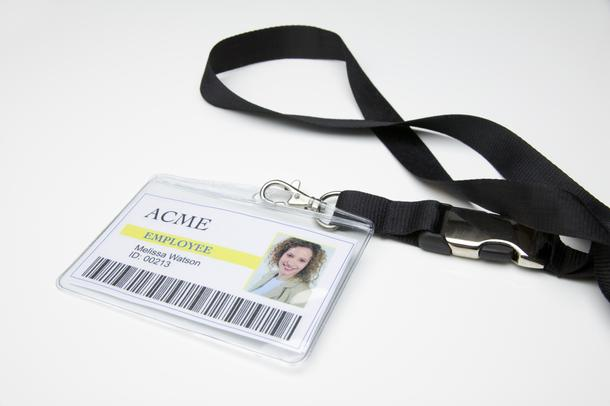 ACME
EMPLOYEE
Melissa Watson
ID: 00213